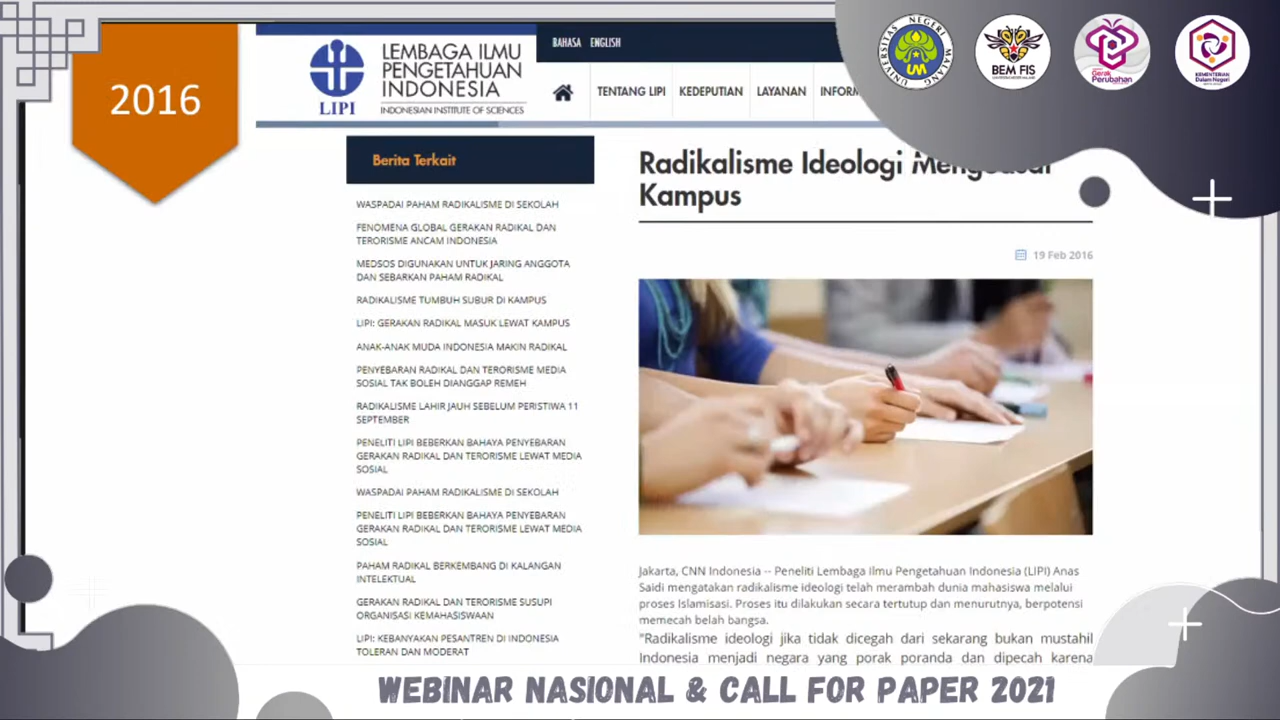 2016
LIPI
LEMBAGA ILMU
PENGETAHUAN
INDONESIA
INDONESIAN INSTITUTE OF SCIENCES
BAHASA ENGLISH
TENTANG LIPI KEDEPUTIAN LAYANAN
UNIVERSITAS NEGERI MALANG
UM
BEM FIS
Gerak
Perubahan
KEMENTERIAN
Dalam Negeri
Berita Terkait
WASPADAI PAHAM RADIKALISME DI SEKOLAH
FENOMENA GLOBAL GERAKAN RADIKAL DAN
TERORISME ANCAM INDONESIA
MEDSOS DIGUNAKAN UNTUK JARING ANGGOTA
DAN SEBARKAN PAHAM RADIKAL
RADIKALISME TUMBUH SUBUR DI KAMPUS
LIPI: GERAKAN RADIKAL MASUK LEWAT KAMPUS
ANAK-ANAK MUDA INDONESIA MAKIN RADIKAL
PENYEBARAN RADIKAL DAN TERORISME MEDIA
SOSIAL TAK BOLEH DIANGGAP REMEH
RADIKALISME LAHIR JAUH SEBELUM PERISTIWA 11
SEPTEMBER
PENELITI LIPI BEBERKAN BAHAYA PENYEBARAN
GERAKAN RADIKAL DAN TERORISME LEWAT MEDIA
SOSIAL
WASPADAI PAHAM RADIKALISME DI SEKOLAH
PENELITI LIPI BEBERKAN BAHAYA PENYEBARAN
GERAKAN RADIKAL DAN TERORISME LEWAT MEDIA
SOSIAL
PAHAM RADIKAL BERKEMBANG DI KALANGAN
INTELEKTUAL
GERAKAN RADIKAL DAN TERORISME SUSUPI
ORGANISASI KEMAHASISWAAN
LIPI: KEBANYAKAN PESANTREN DI INDONESIA
TOLERAN DAN MODERAT
Radikalisme Ideologi
Kampus
19 Feb 2016
Jakarta, CNN Indonesia -- Peneliti Lembaga Ilmu Pengetahuan Indonesia (LIPI) Anas
Saidi mengatakan radikalisme ideologi telah merambah dunia mahasiswa melalui
proses Islamisasi. Proses itu dilakukan secara tertutup dan menurutnya, berpotensi
memecah belah bangsa.
"Radikalisme ideologi jika tidak dicegah dari sekarang bukan mustahil
Indonesia menjadi negara yang porak poranda dan dipecah karena
WEBINAR NASIONAL & CALL FOR PAPER 2021